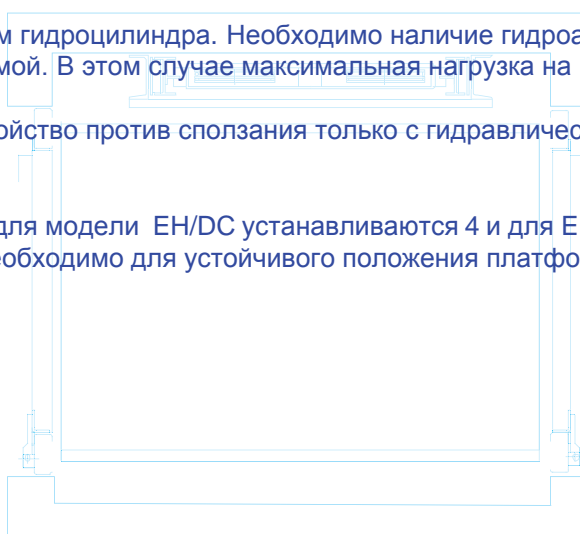 м гидроцилиндра. Необходимо наличие гидроа
мой. В этом случае максимальная нагрузка на
ойство против сползания только с гидравличес
для модели EH/DC устанавливаются 4 и для E
еобходимо для устойчивого положения платфо